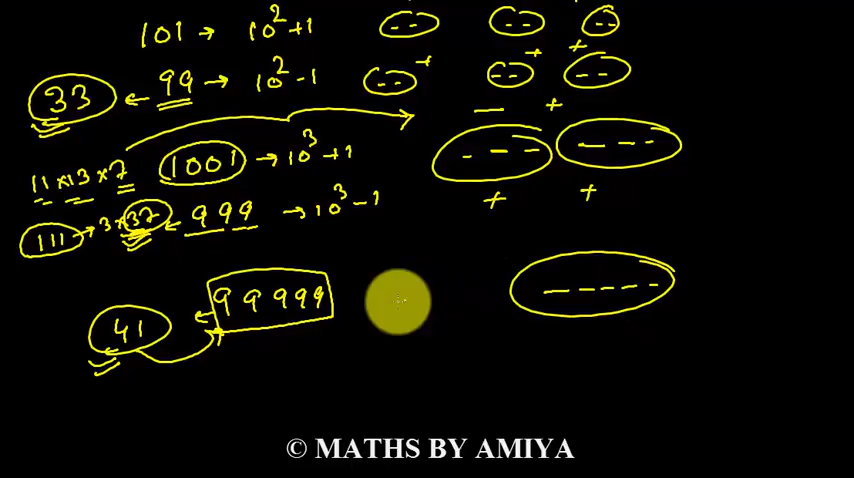 101 → 10²+1
33 ← 99 → 10²-1
11×13×7 1001 → 10³+1
111 → 3×37 ← 999 → 10³-1
41 ← 99999
© MATHS BY AMIYA